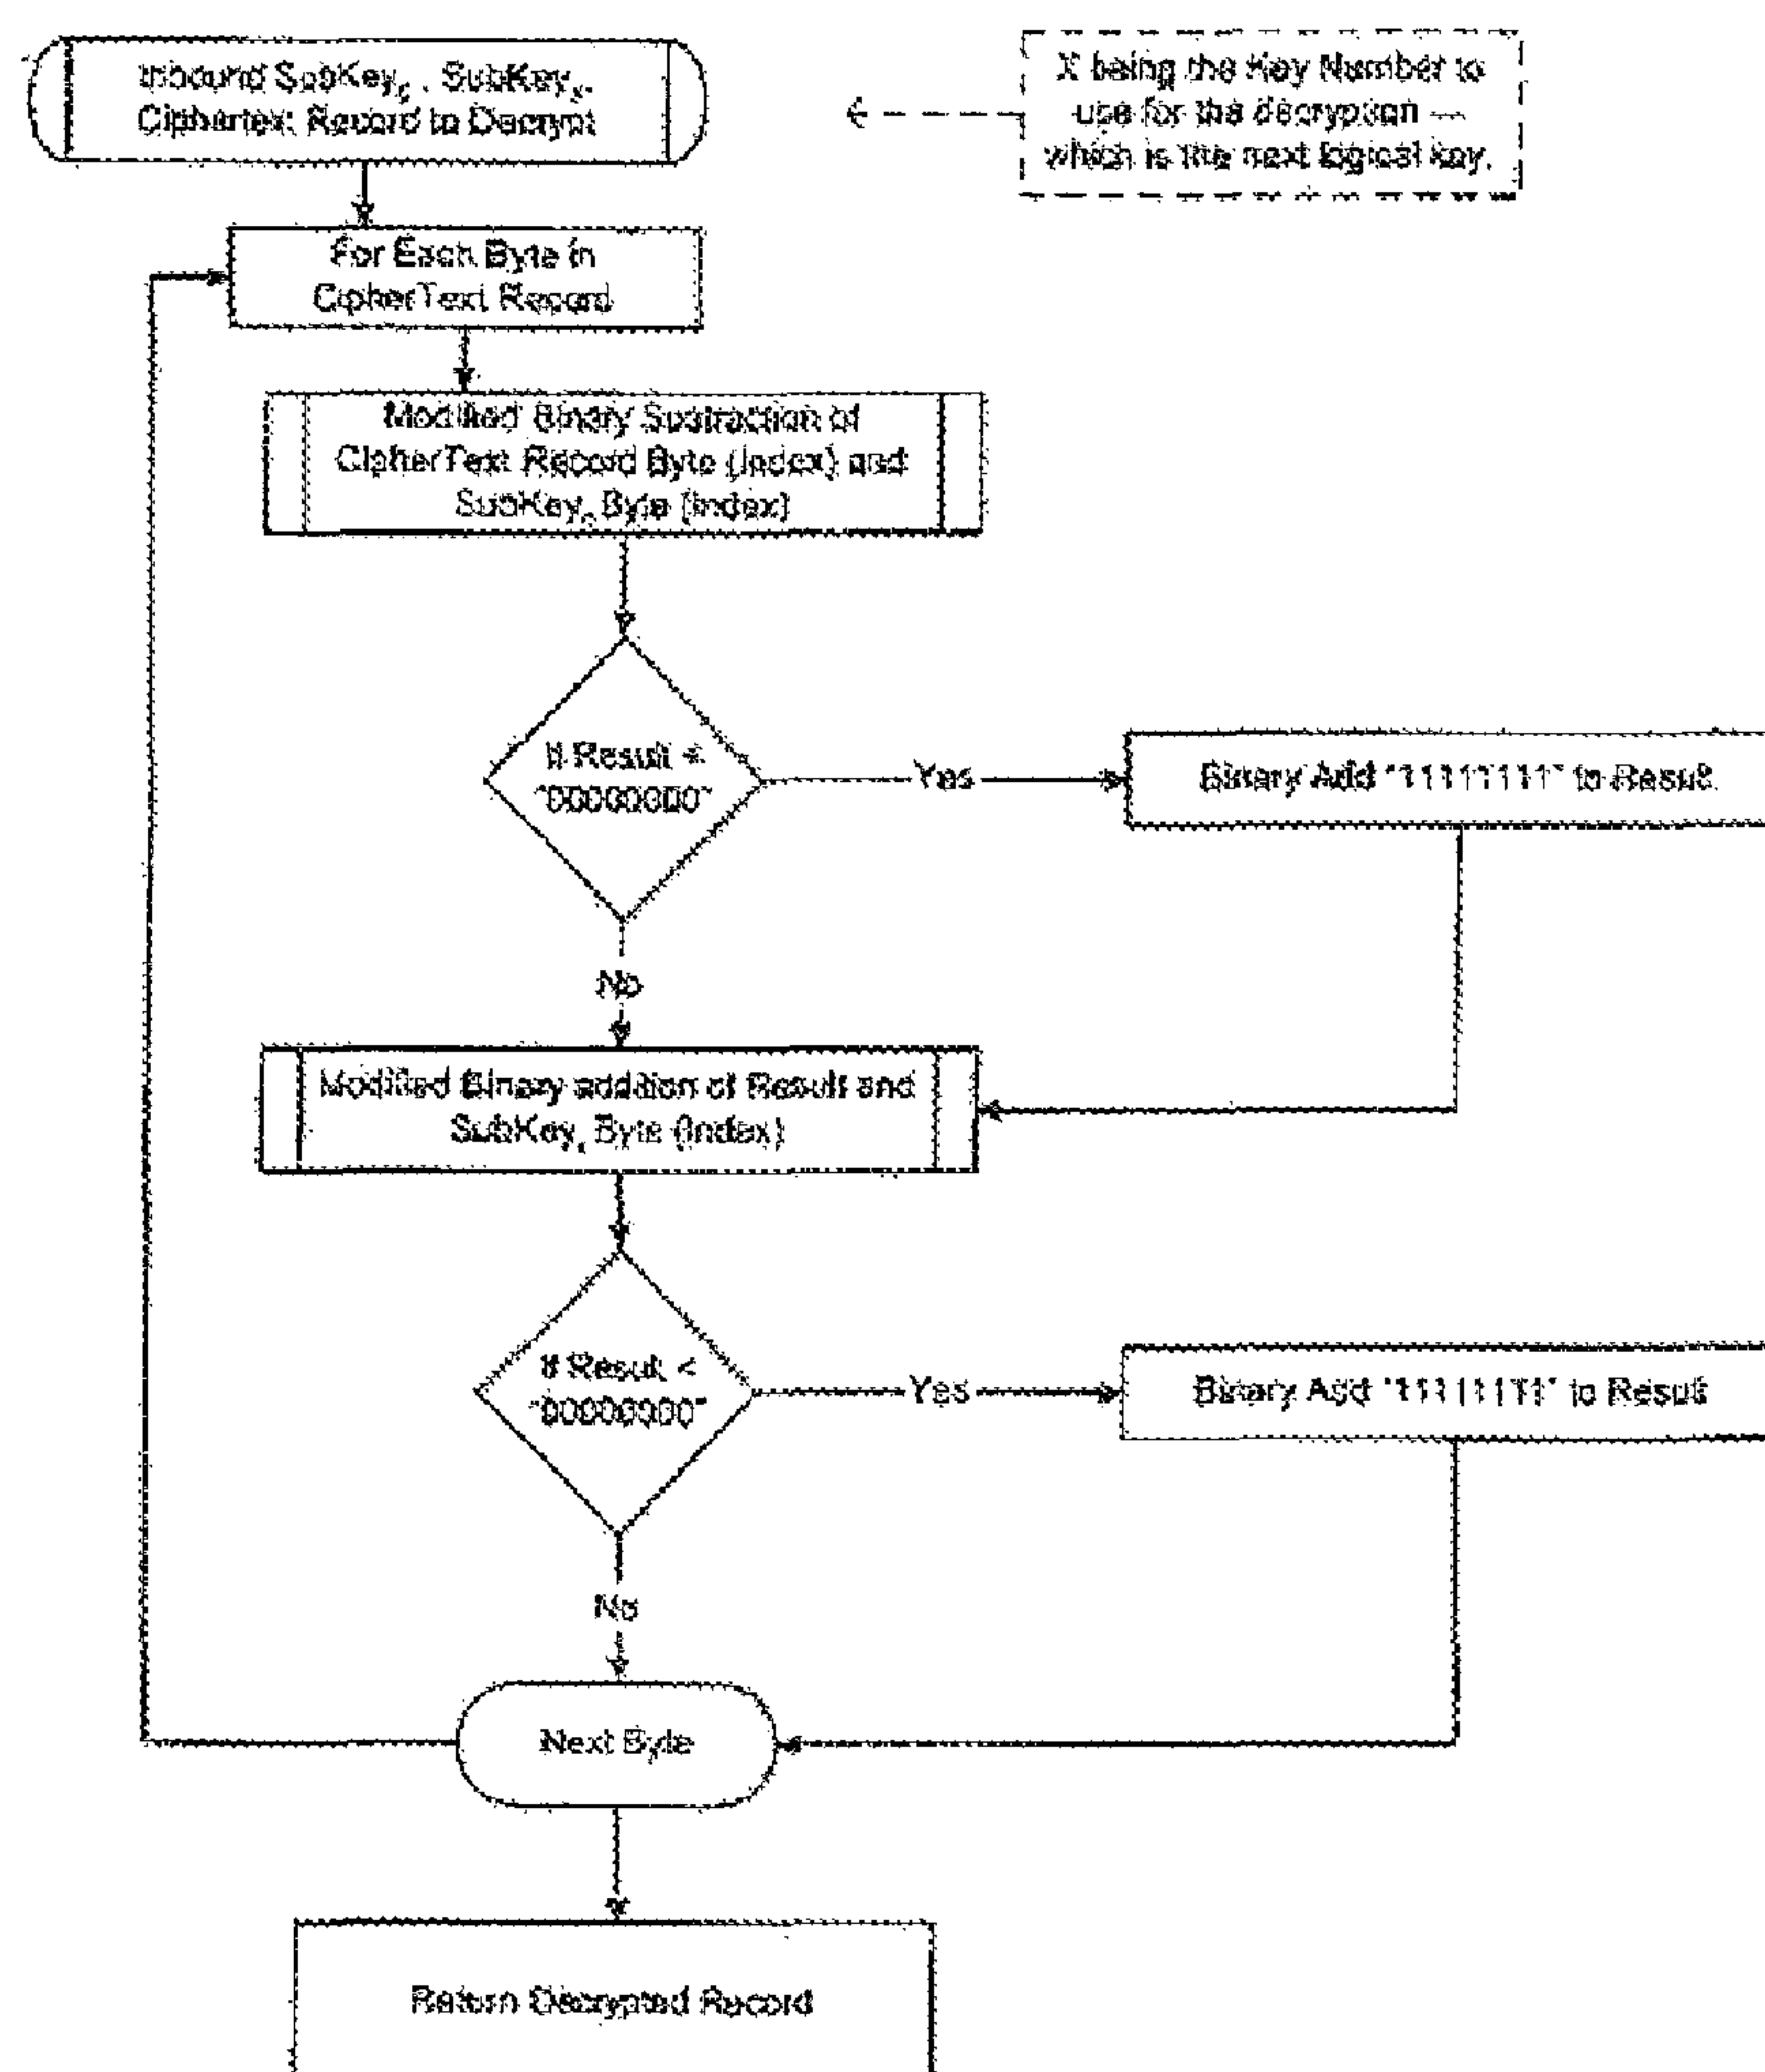 Inbound SubKey , SubKey ,
Ciphertext Record to Decrypt
X being the Key Number to
use for the decryption —
which is the next logical key.
For Each Byte in
CipherText Record
Modified Binary Subtraction of
CipherText Record Byte (Index) and
SubKey Byte (Index)
If Result <
"00000000"
Yes
Binary Add "11111111" to Result
No
Modified Binary addition of Result and
SubKey Byte (Index)
If Result <
"00000000"
Yes
Binary Add "11111111" to Result
No
Next Byte
Return Decrypted Record